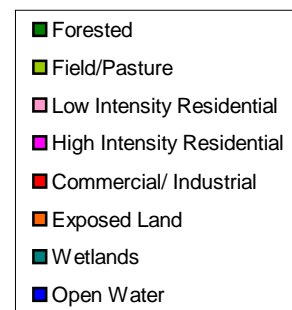 Forested
Field/Pasture
Low Intensity Residential
High Intensity Residential
Commercial/ Industrial
Exposed Land
Wetlands
Open Water